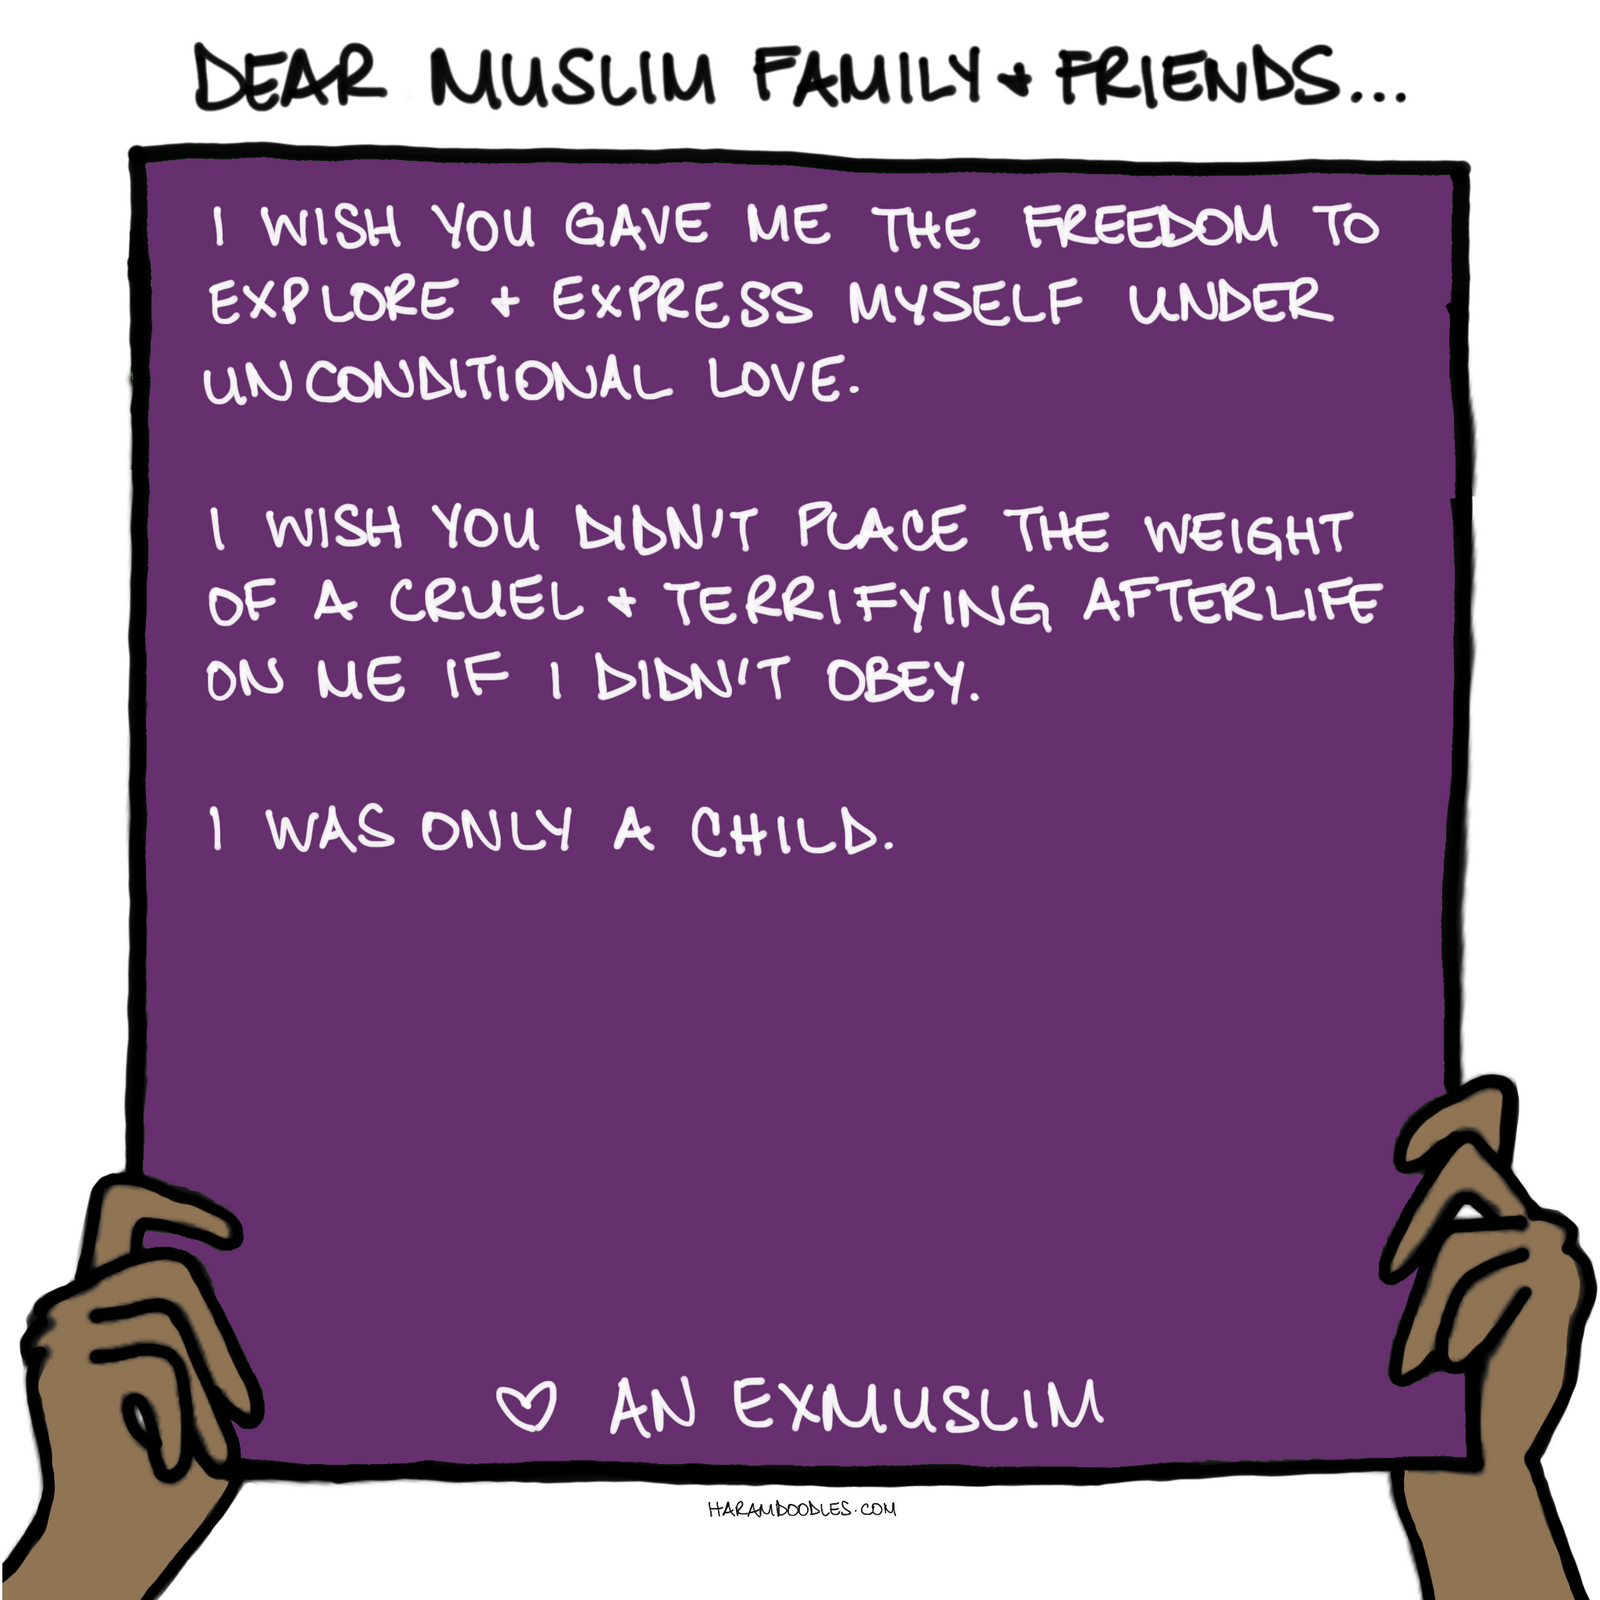 DEAR MUSLIM FAMILY + FRIENDS...
I WISH YOU GAVE ME THE FREEDOM TO
EXPLORE + EXPRESS MYSELF UNDER
UNCONDITIONAL LOVE.
I WISH YOU DIDN'T PLACE THE WEIGHT
OF A CRUEL + TERRIFYING AFTERLIFE
ON ME IF I DIDN'T OBEY.
I WAS ONLY A CHILD.
♡ AN EXMUSLIM
HARAMDOODLES.COM